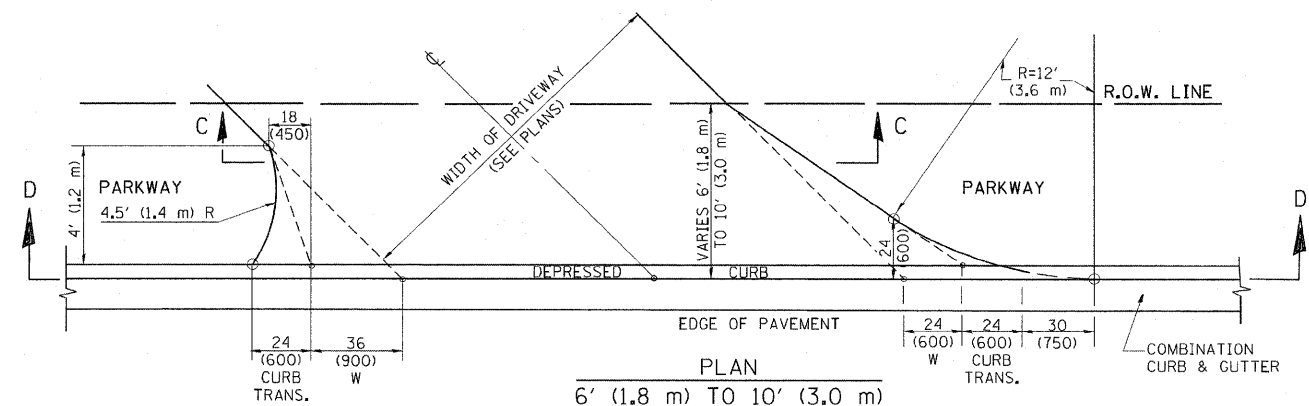 18
(450)
C
4' (1.2 m)
PARKWAY
4.5' (1.4 m) R
D
℄
WIDTH OF DRIVEWAY
(SEE PLANS)
VARIES 6' (1.8 m)
TO 10' (3.0 m)
R=12'
(3.6 m)
R.O.W. LINE
C
PARKWAY
24
(600)
D
DEPRESSED CURB
EDGE OF PAVEMENT
24
(600)
CURB
TRANS.
36
(900)
W
24
(600)
W
24
(600)
CURB
TRANS.
30
(750)
COMBINATION
CURB & GUTTER
PLAN
6' (1.8 m) TO 10' (3.0 m)